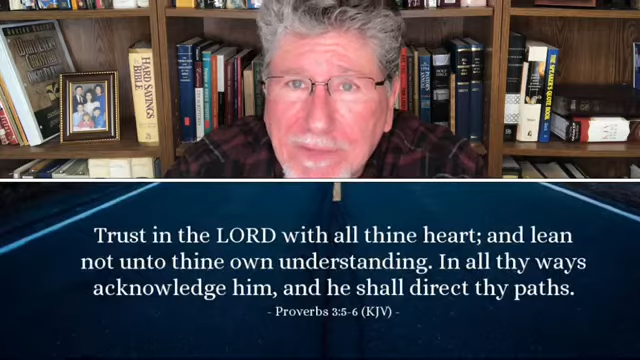 HARD SAYINGS
BIBLE
Trust in the LORD with all thine heart; and lean
not unto thine own understanding. In all thy ways
acknowledge him, and he shall direct thy paths.
- Proverbs 3:5-6 (KJV) -